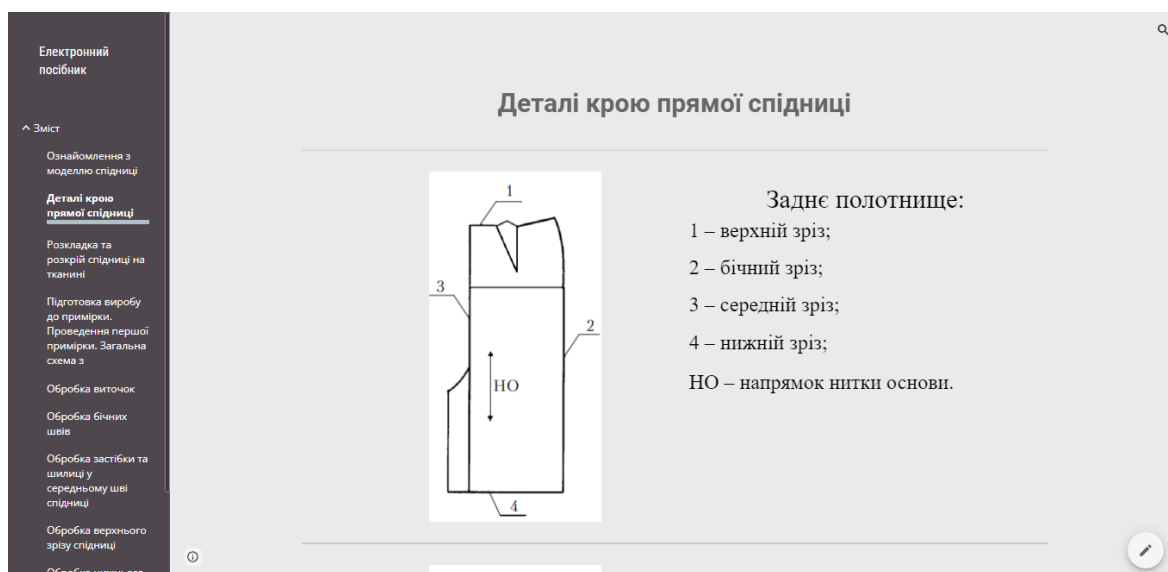 Електронний
посібник
Зміст
Ознайомлення з
моделлю спідниці
Деталі крою
прямої спідниці
Розкладка та
розкрій спідниці на
тканині
Підготовка виробу
до примірки.
Проведення першої
примірки. Загальна
схема з
Обробка виточок
Обробка бічних
швів
Обробка застібки та
шилиці у
середньому шві
спідниці
Обробка верхнього
зрізу спідниці
Деталі крою прямої спідниці
1
3
2
НО
4
Заднє полотнище:
1 – верхній зріз;
2 – бічний зріз;
3 – середній зріз;
4 – нижній зріз;
НО – напрямок нитки основи.